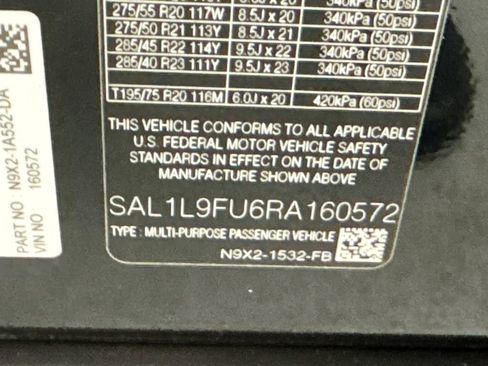 275/55 R20 117W 8.5J x 20 340kPa (50psi)
275/50 R21 113Y 8.5J x 21 340kPa (50psi)
285/45 R22 114Y 9.5J x 22 340kPa (50psi)
285/40 R23 111Y 9.5J x 23 340kPa (50psi)
T195/75 R20 116M 6.0J x 20 420kPa (60psi)
THIS VEHICLE CONFORMS TO ALL APPLICABLE
U.S. FEDERAL MOTOR VEHICLE SAFETY
STANDARDS IN EFFECT ON THE DATE OF
MANUFACTURE SHOWN ABOVE
SAL1L9FU6RA160572
TYPE : MULTI-PURPOSE PASSENGER VEHICLE
N9X2-1532-FB
PART NO : N9X2-1A552-DA
VIN NO : 160572